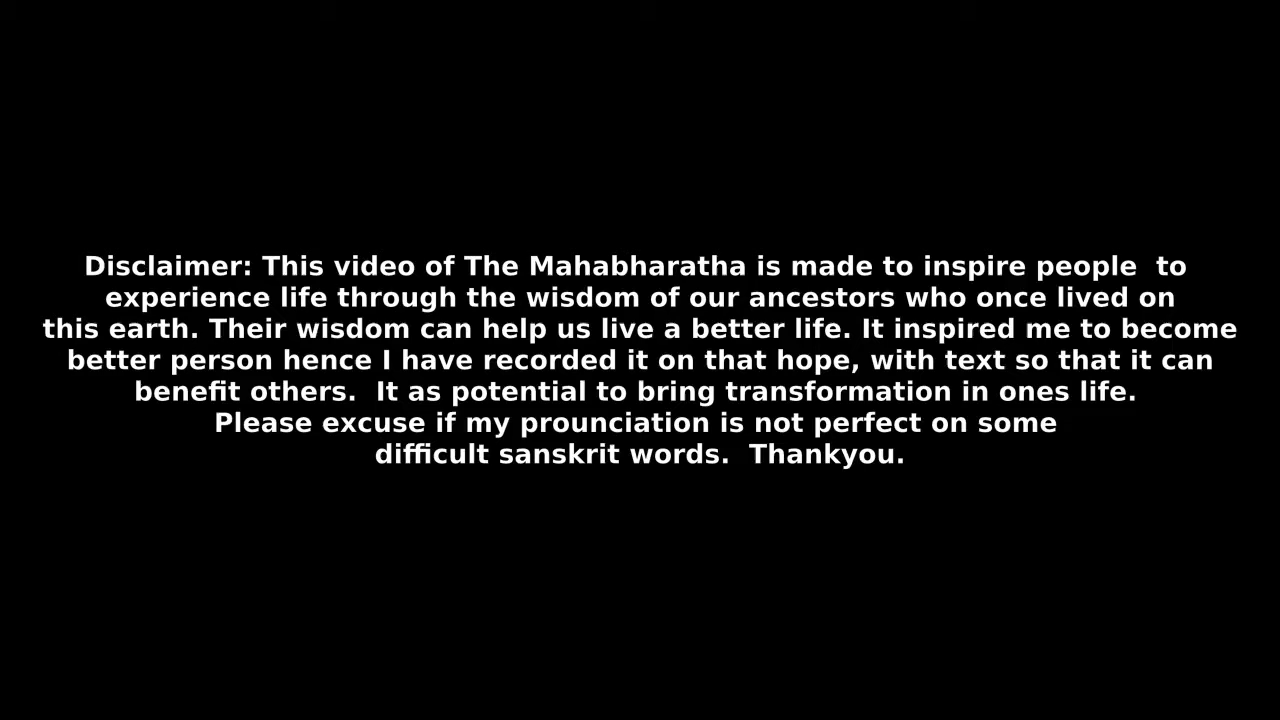 Disclaimer: This video of The Mahabharatha is made to inspire people  to
experience life through the wisdom of our ancestors who once lived on
this earth. Their wisdom can help us live a better life. It inspired me to become
better person hence I have recorded it on that hope, with text so that it can
benefit others.  It as potential to bring transformation in ones life.
Please excuse if my prounciation is not perfect on some
difficult sanskrit words.  Thankyou.